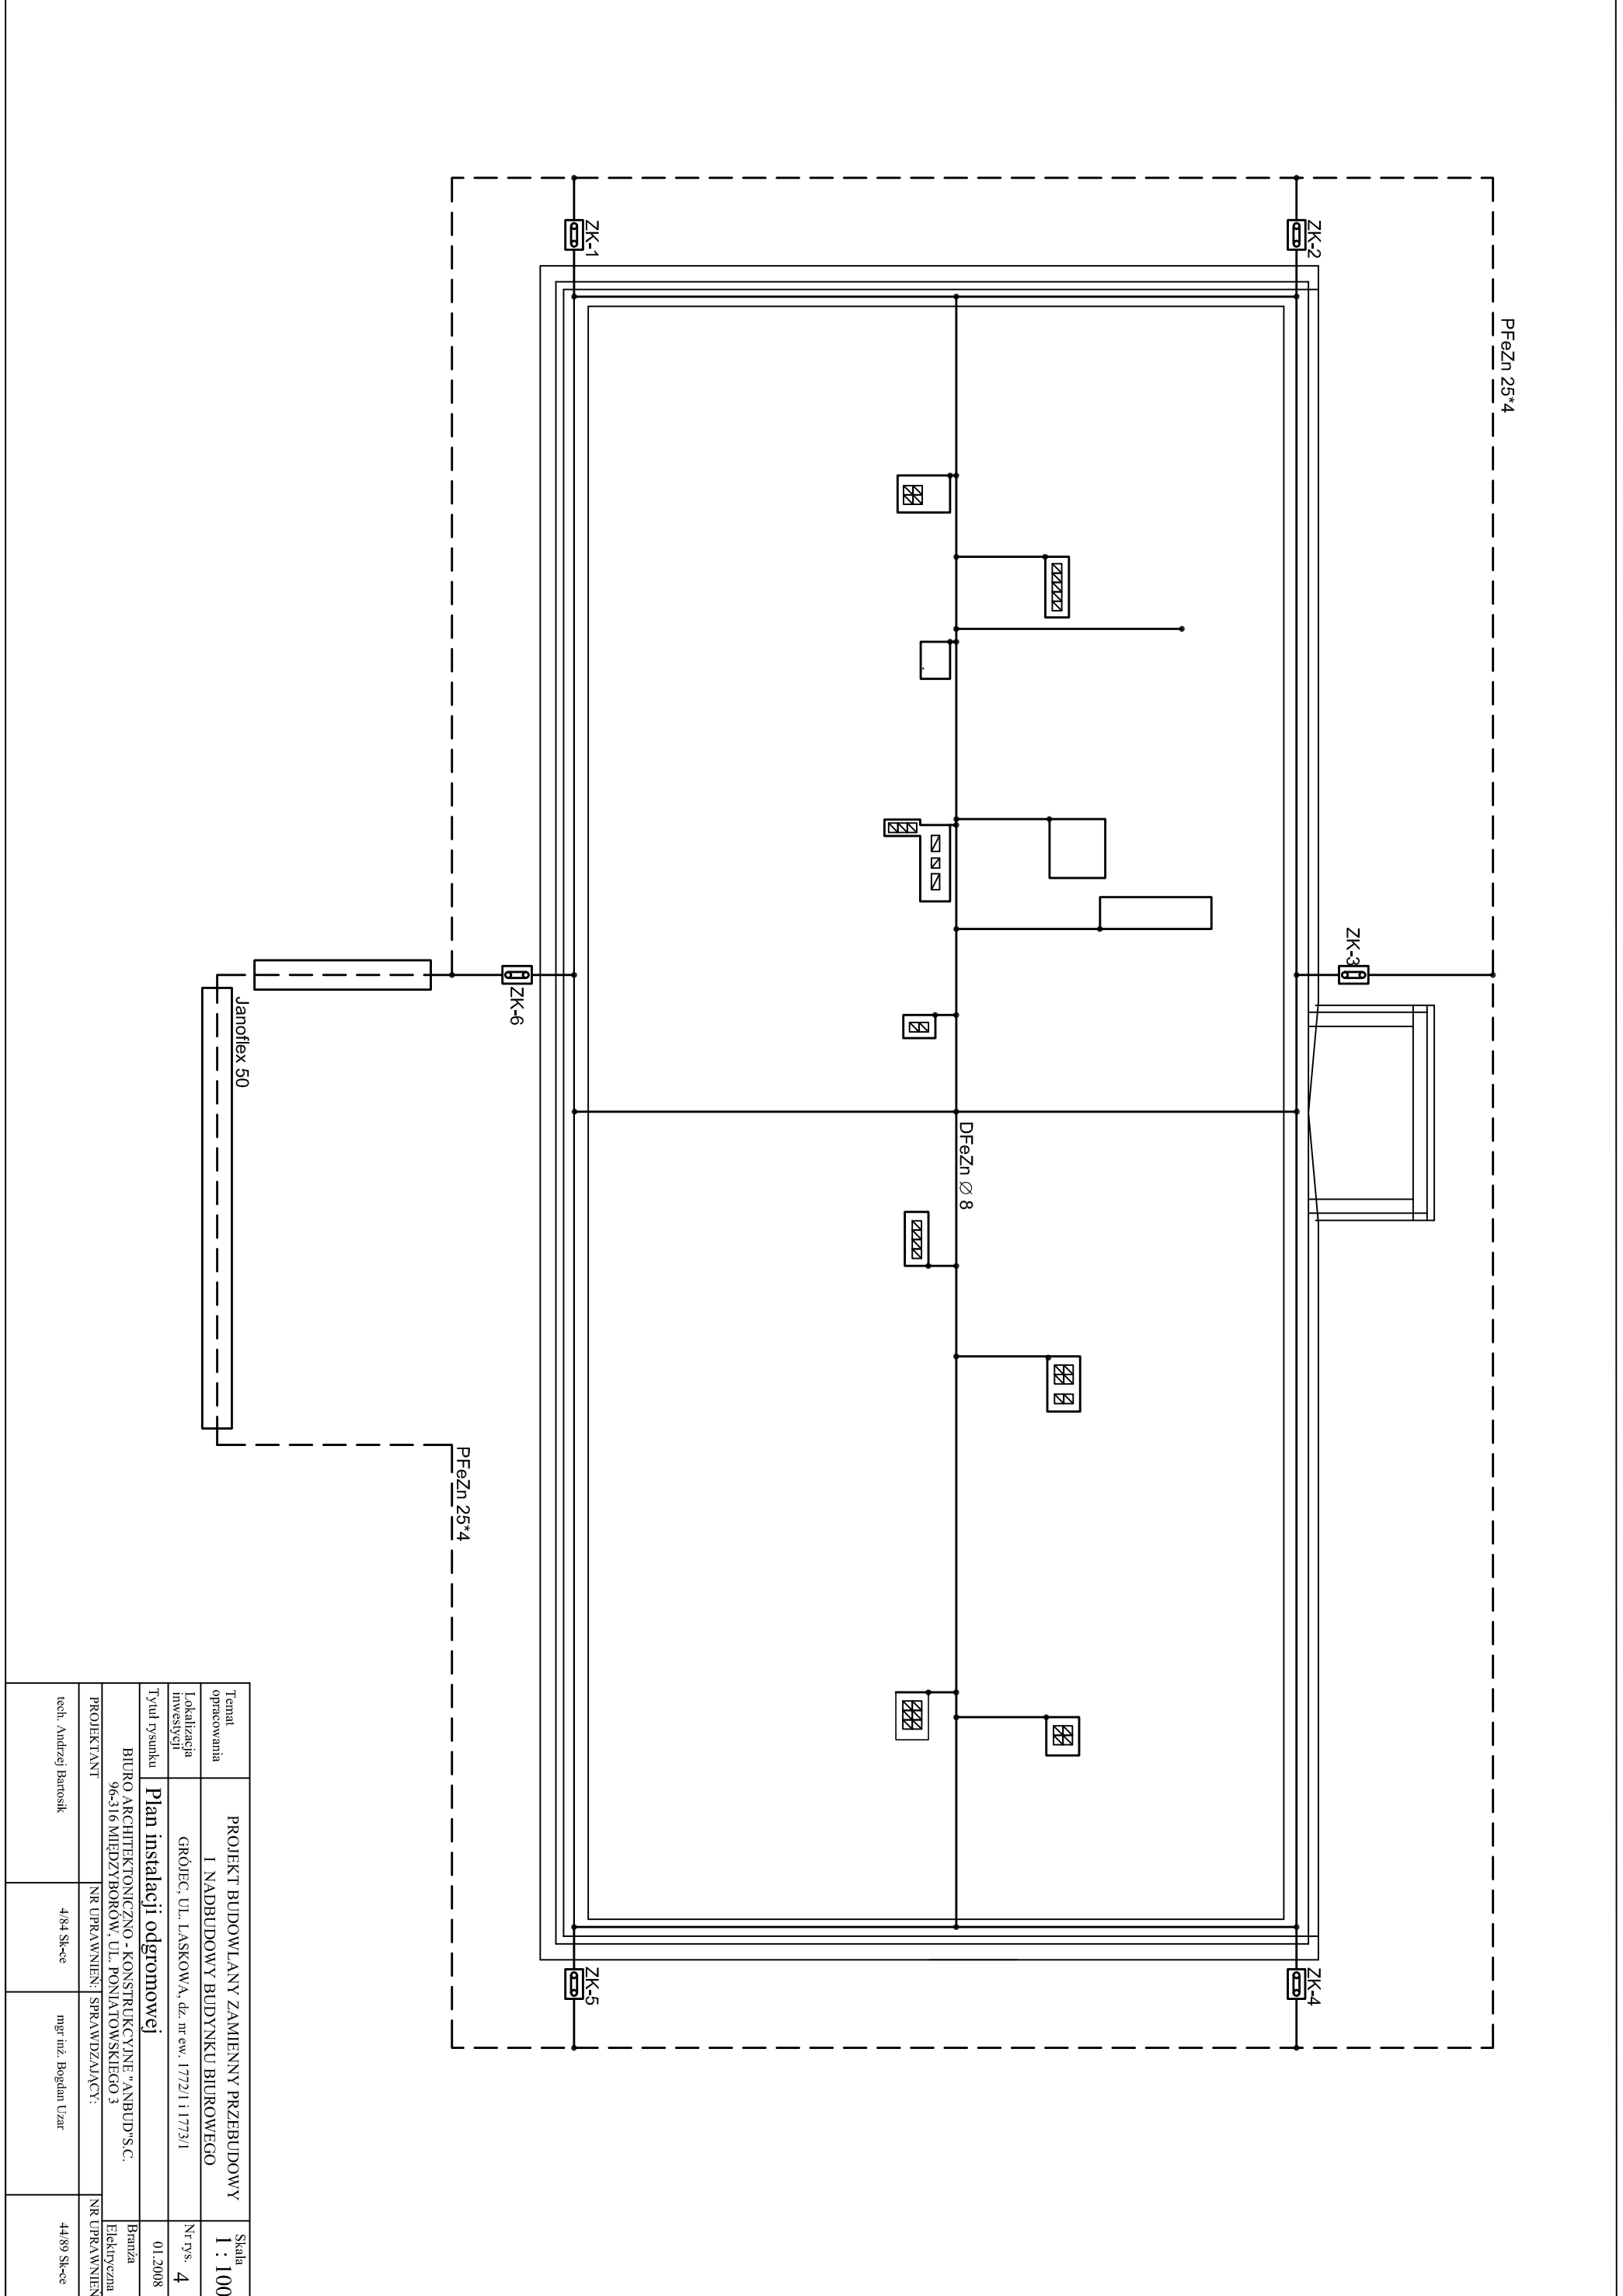 PFeZn 25*4
ZK-2
ZK-1
ZK-3
ZK-6
Janoflex 50
DFeZn ∅ 8
PFeZn 25*4
ZK-4
ZK-5
Temat
opracowania
PROJEKT BUDOWLANY ZAMIENNY PRZEBUDOWY
I NADBUDOWY BUDYNKU BIUROWEGO
Skala
1 : 100
Lokalizacja
inwestycji
GRÓJEC, UL. LASKOWA, dz. nr ew. 1772/1 i 1773/1
Nr rys. 4
Tytuł rysunku
Plan instalacji odgromowej
01.2008
BIURO ARCHITEKTONICZNO - KONSTRUKCYJNE "ANBUD"S.C.
96-316 MIĘDZYBORÓW, UL. PONIATOWSKIEGO 3
Branża
Elektryczna
PROJEKTANT
NR UPRAWNIEŃ:
SPRAWDZAJĄCY:
NR UPRAWNIEŃ
tech. Andrzej Bartosik
4/84 Sk-ce
mgr inż. Bogdan Uzar
44/89 Sk-ce